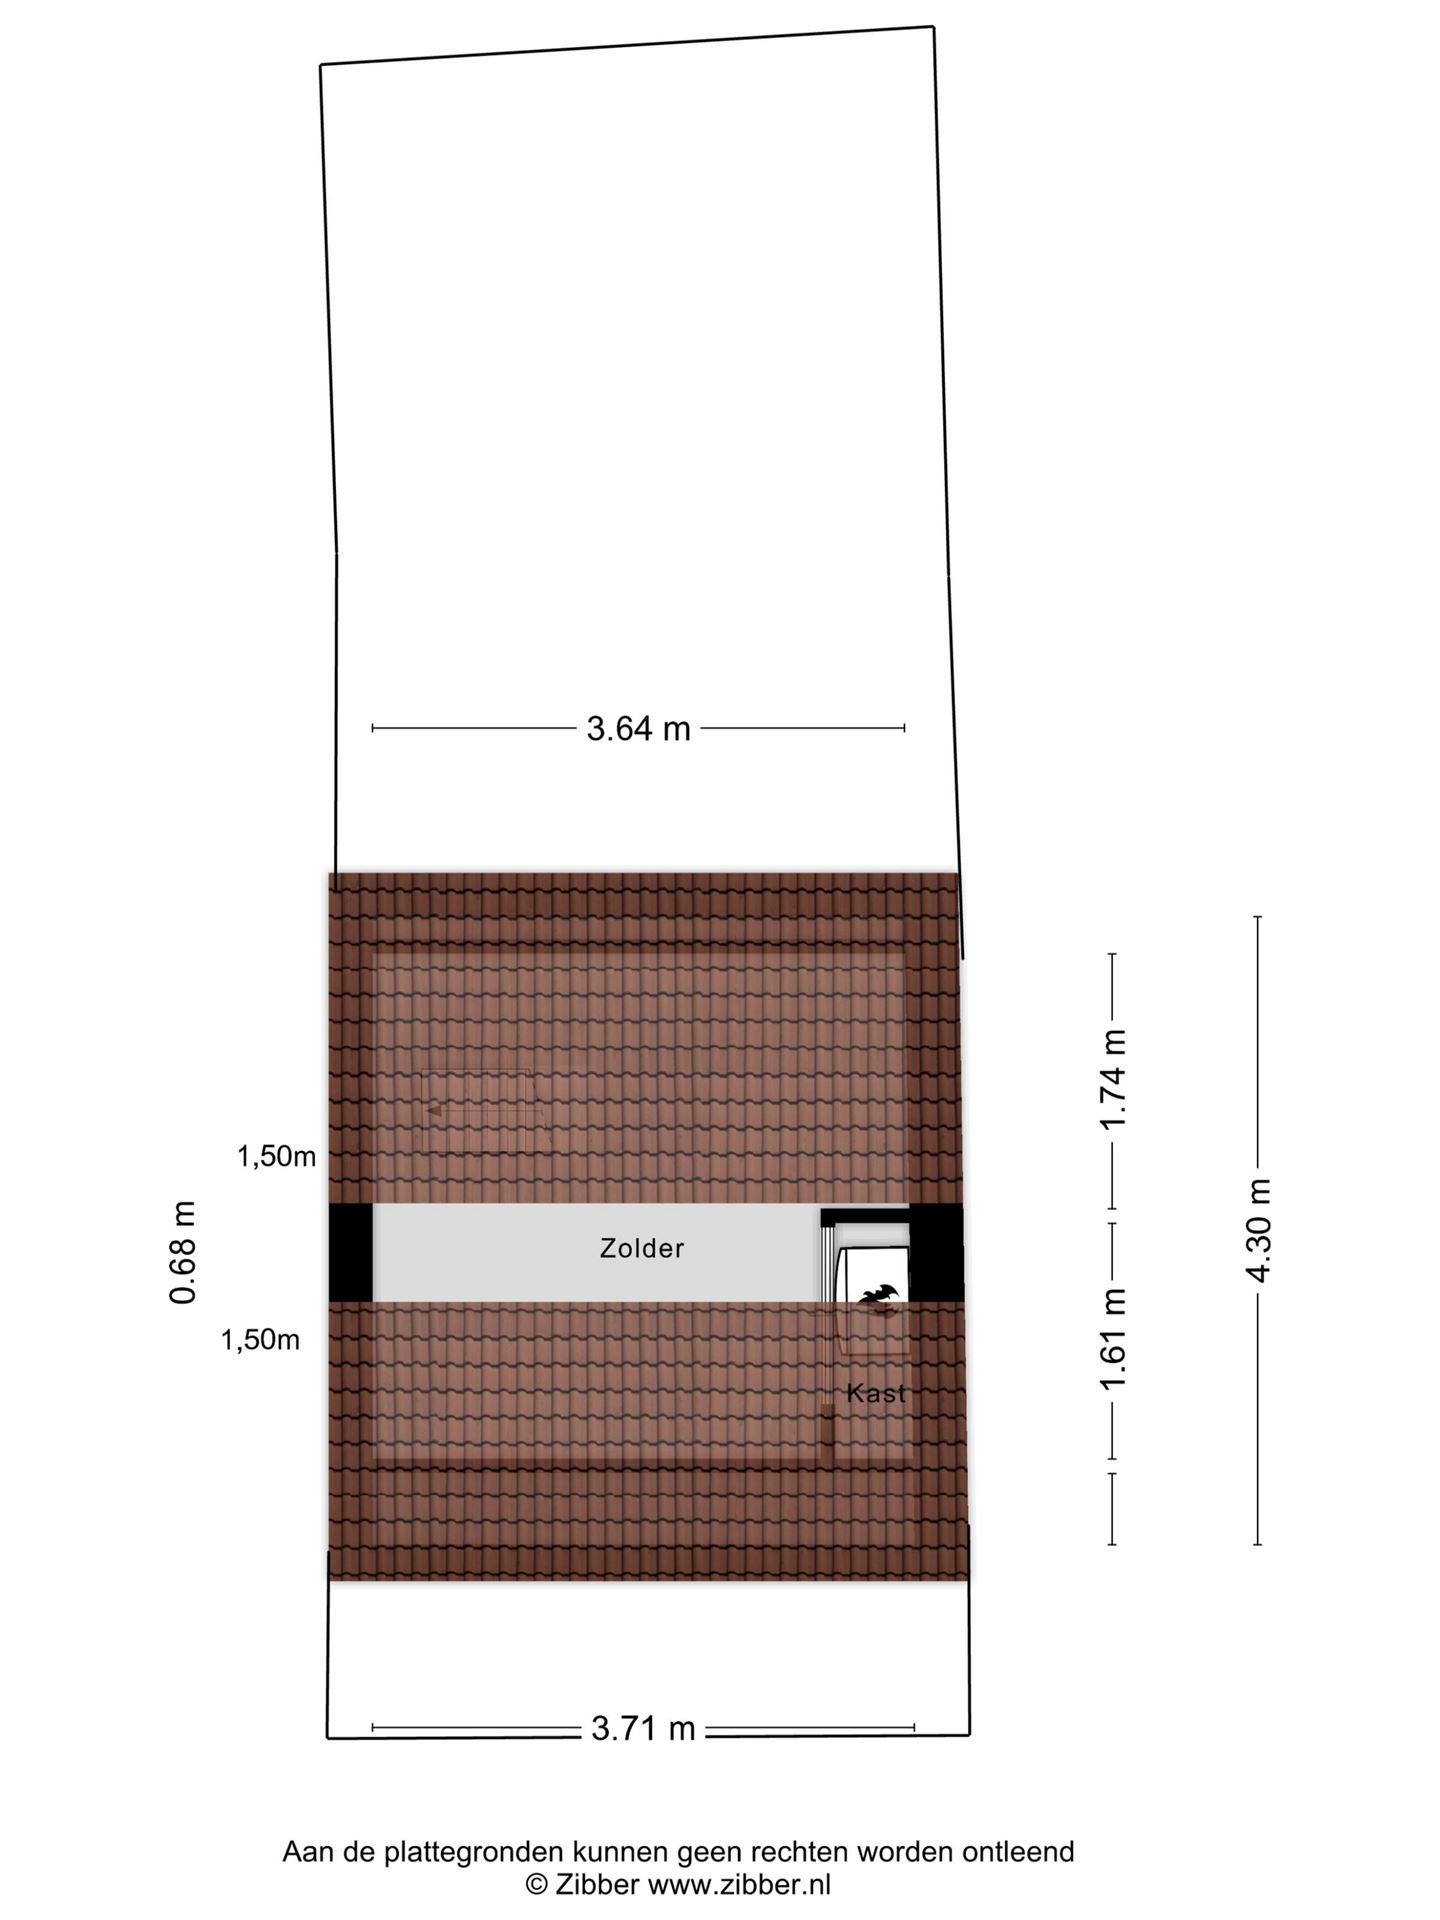 3.64 m
1.74 m
1,50m
0.68 m
Zolder
4.30 m
1,50m
1.61 m
Kast
3.71 m
Aan de plattegronden kunnen geen rechten worden ontleend
© Zibber www.zibber.nl